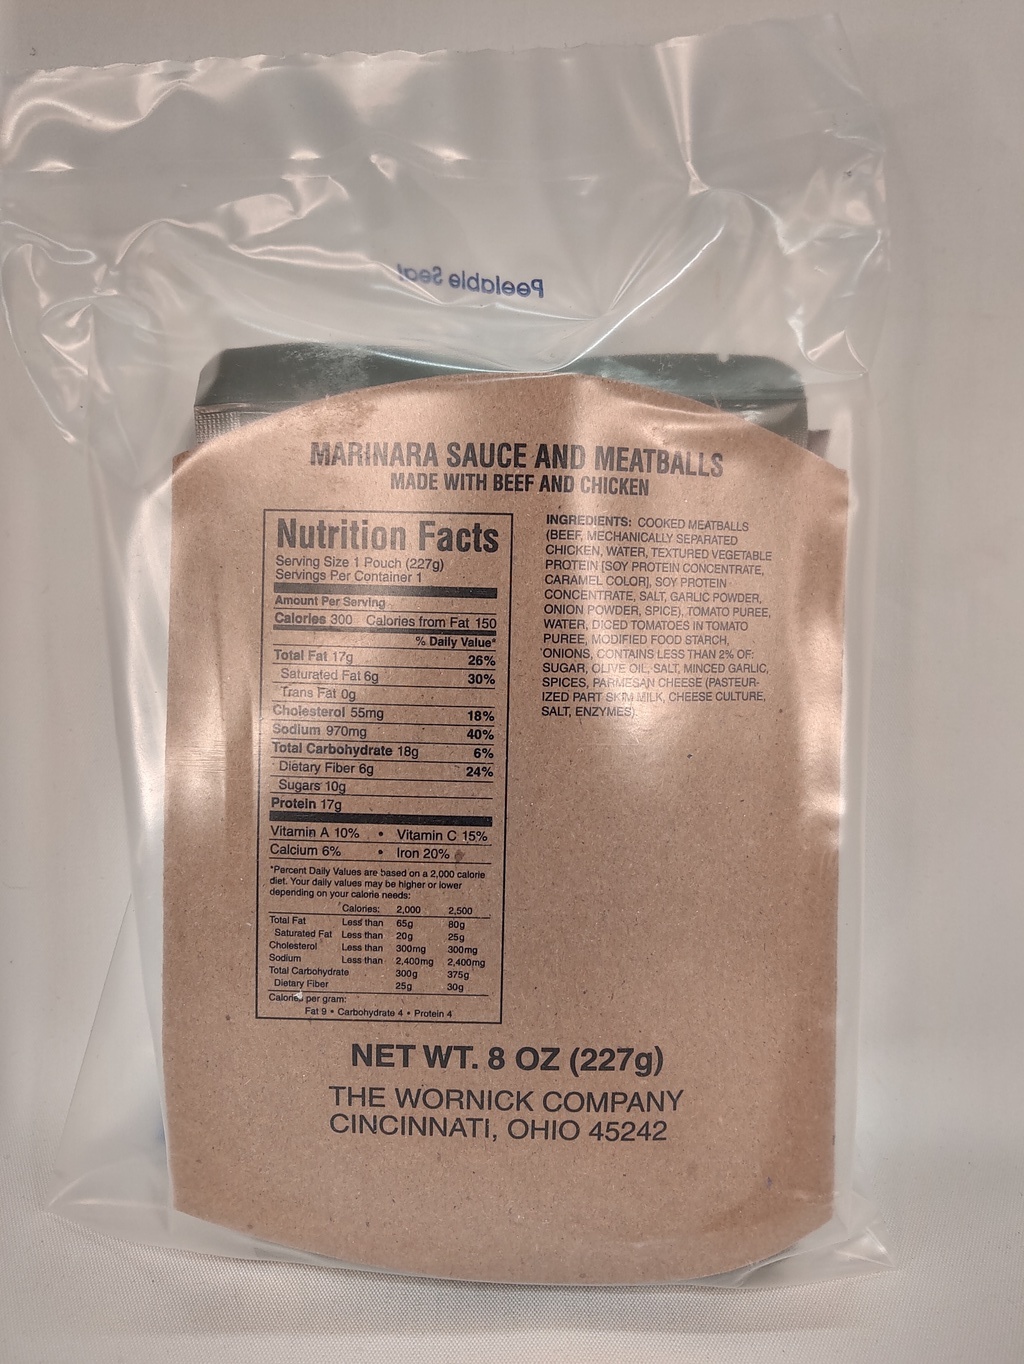 Peelable Seal
MARINARA SAUCE AND MEATBALLS
MADE WITH BEEF AND CHICKEN
Nutrition Facts
Serving Size 1 Pouch (227g)
Servings Per Container 1
Amount Per Serving
Calories 300 Calories from Fat 150
% Daily Value*
Total Fat 17g 26%
Saturated Fat 6g 30%
Trans Fat 0g
Cholesterol 55mg 18%
Sodium 970mg 40%
Total Carbohydrate 18g 6%
Dietary Fiber 6g 24%
Sugars 10g
Protein 17g
Vitamin A 10% • Vitamin C 15%
Calcium 6% • Iron 20%
*Percent Daily Values are based on a 2,000 calorie
diet. Your daily values may be higher or lower
depending on your calorie needs:
Calories: 2,000 2,500
Total Fat Less than 65g 80g
Saturated Fat Less than 20g 25g
Cholesterol Less than 300mg 300mg
Sodium Less than 2,400mg 2,400mg
Total Carbohydrate 300g 375g
Dietary Fiber 25g 30g
Calories per gram:
Fat 9 • Carbohydrate 4 • Protein 4
INGREDIENTS: COOKED MEATBALLS
(BEEF, MECHANICALLY SEPARATED
CHICKEN, WATER, TEXTURED VEGETABLE
PROTEIN [SOY PROTEIN CONCENTRATE,
CARAMEL COLOR], SOY PROTEIN
CONCENTRATE, SALT, GARLIC POWDER,
ONION POWDER, SPICE), TOMATO PUREE,
WATER, DICED TOMATOES IN TOMATO
PUREE, MODIFIED FOOD STARCH,
ONIONS, CONTAINS LESS THAN 2% OF:
SUGAR, OLIVE OIL, SALT, MINCED GARLIC,
SPICES, PARMESAN CHEESE (PASTEUR-
IZED PART SKIM MILK, CHEESE CULTURE,
SALT, ENZYMES)
NET WT. 8 OZ (227g)
THE WORNICK COMPANY
CINCINNATI, OHIO 45242